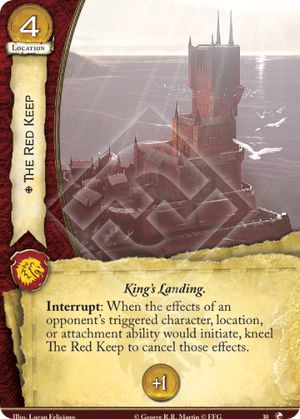 4
LOCATION
THE RED KEEP
King's Landing.
Interrupt: When the effects of an
opponent's triggered character, location,
or attachment ability would initiate, kneel
The Red Keep to cancel those effects.
+1
Illus. Logan Feliciano
© George R.R. Martin © FFG